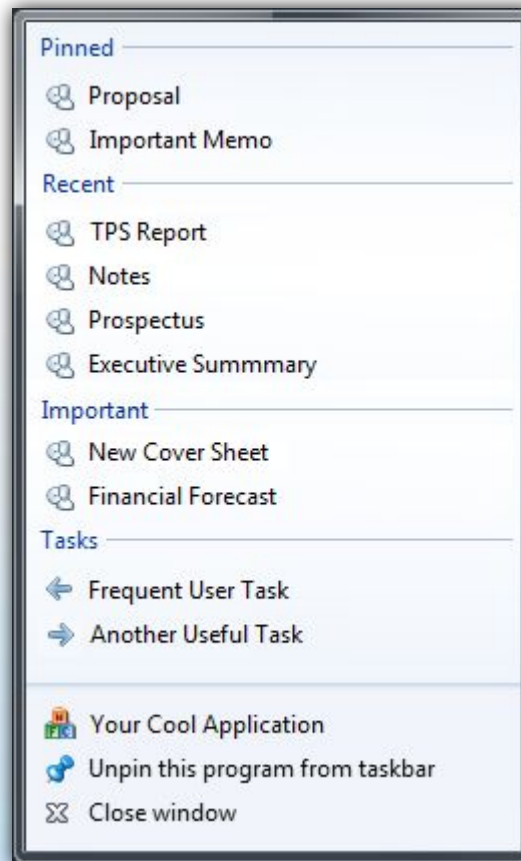 Pinned
Proposal
Important Memo
Recent
TPS Report
Notes
Prospectus
Executive Summmary
Important
New Cover Sheet
Financial Forecast
Tasks
Frequent User Task
Another Useful Task
Your Cool Application
Unpin this program from taskbar
Close window